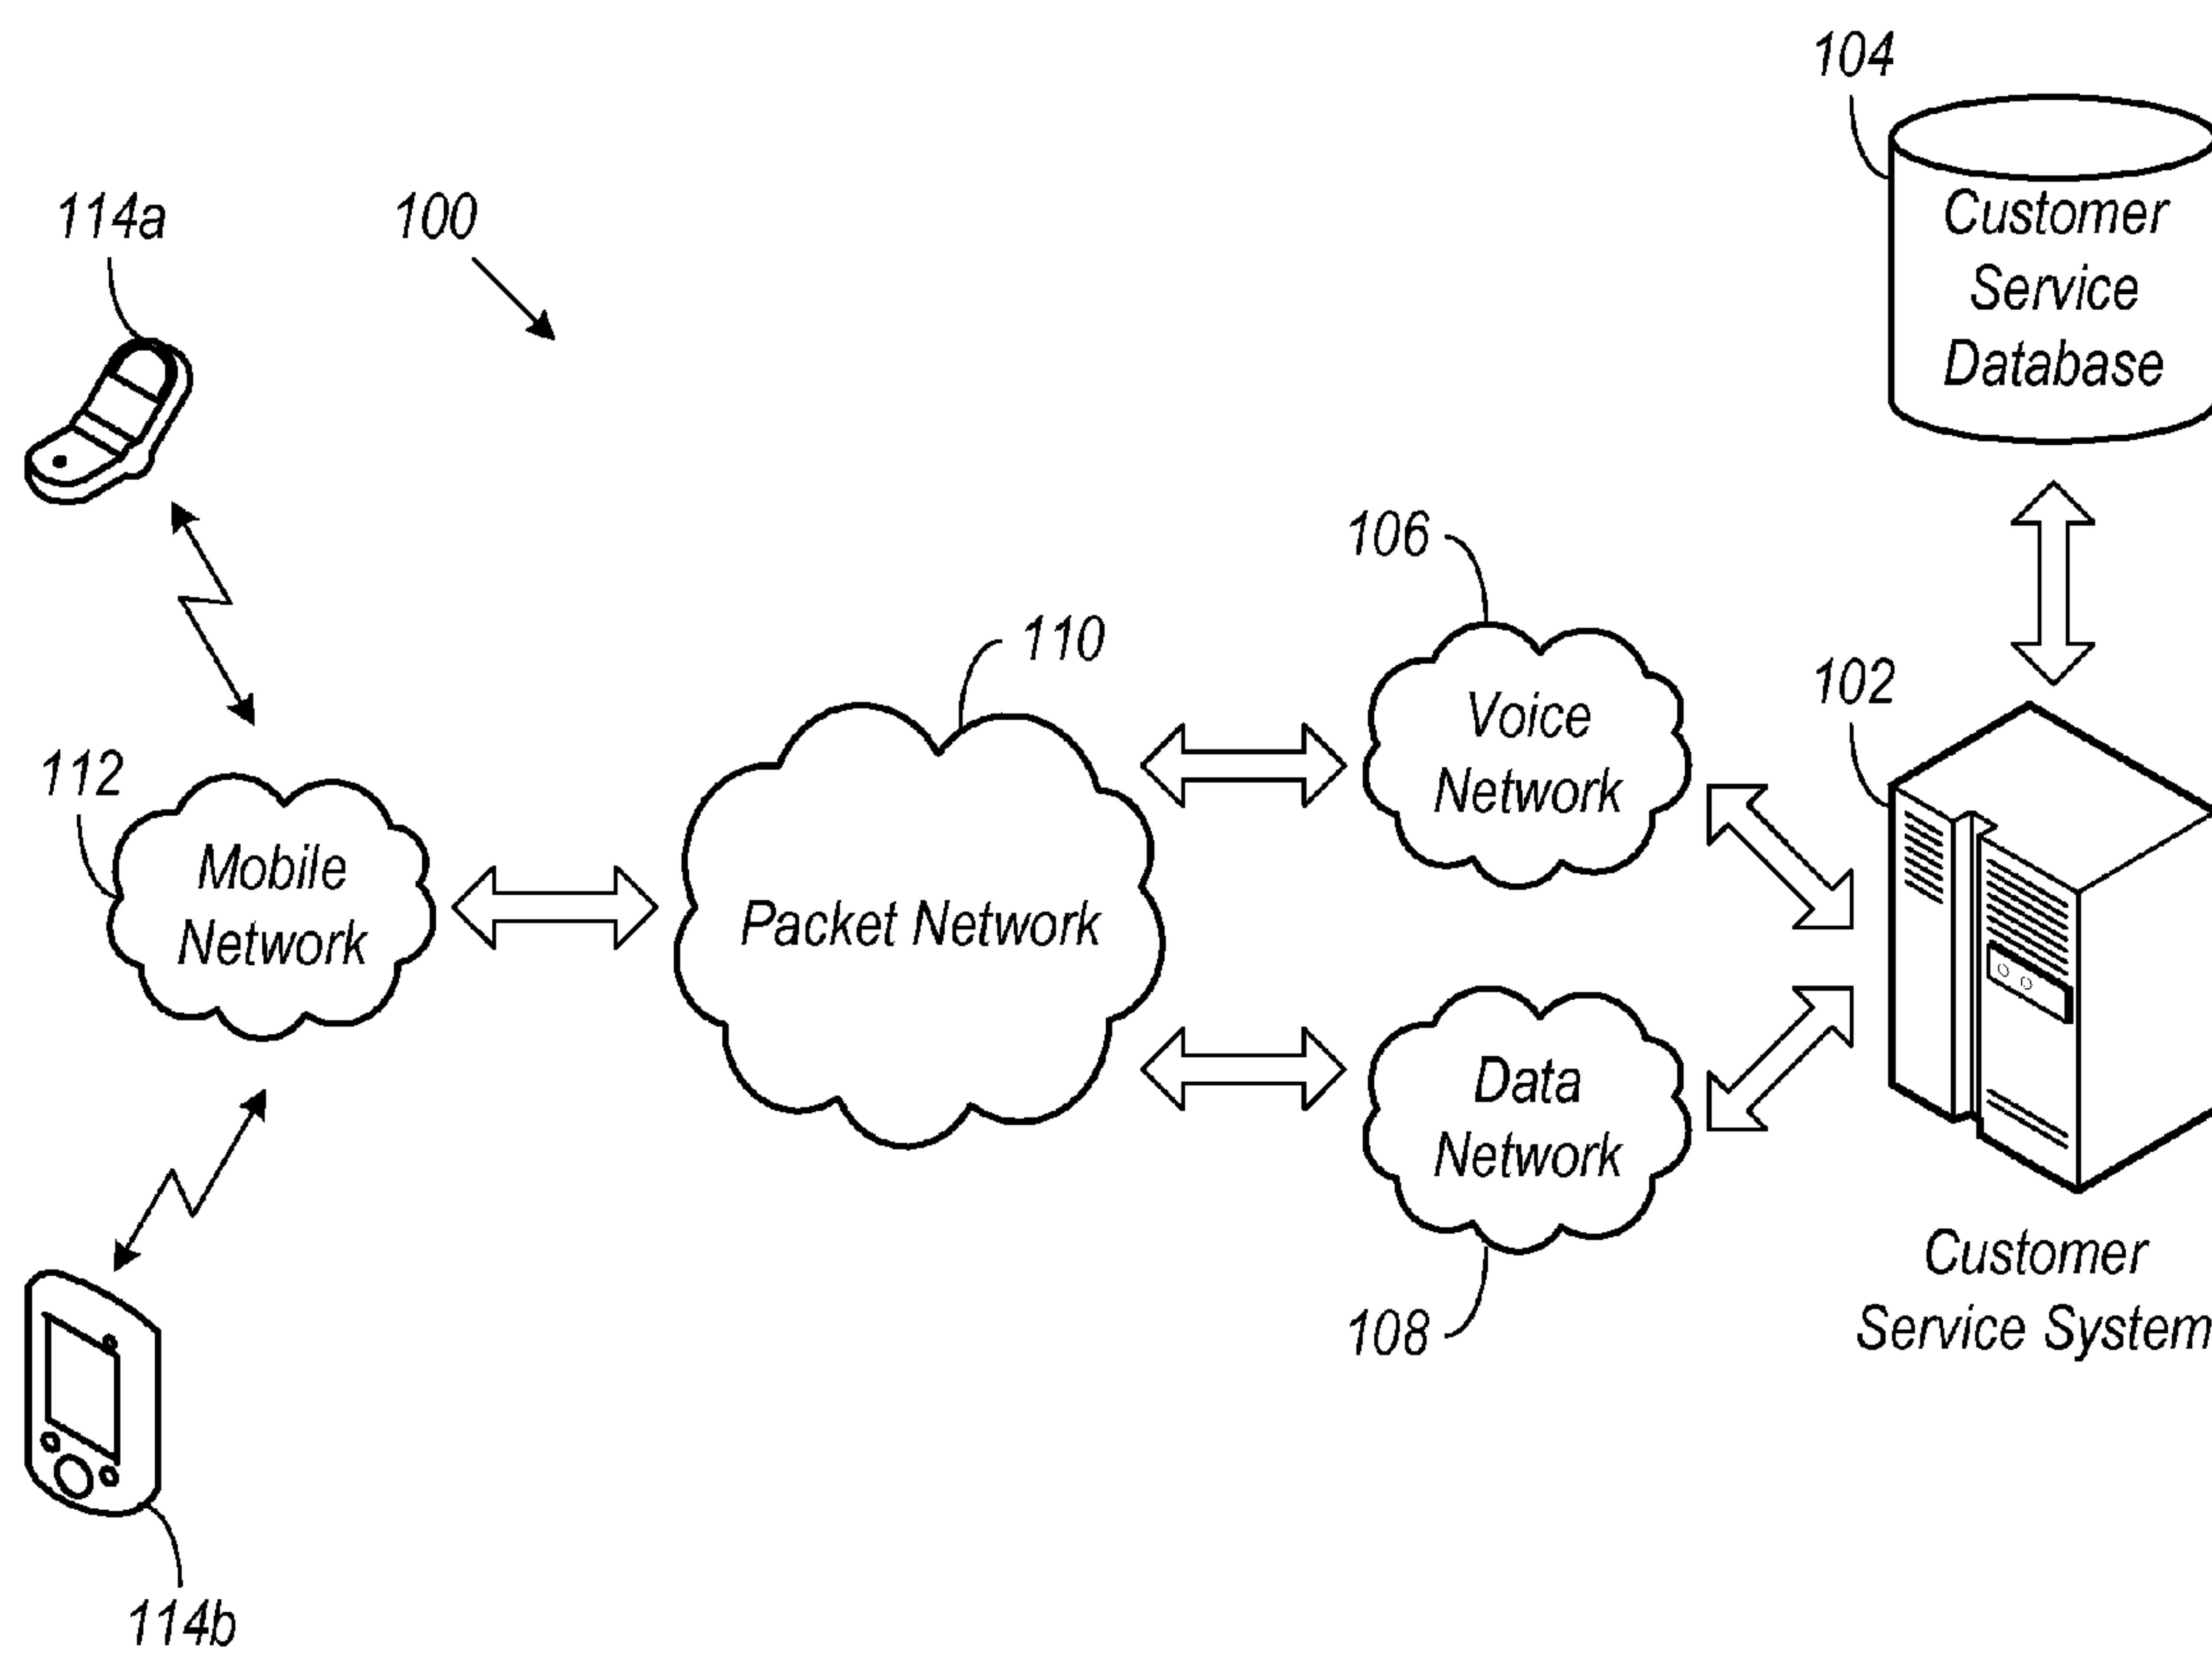 104
Customer
Service
Database
114a
100
106
110
102
Voice
Network
112
Mobile
Network
Packet Network
Data
Network
Customer
Service System
108
114b